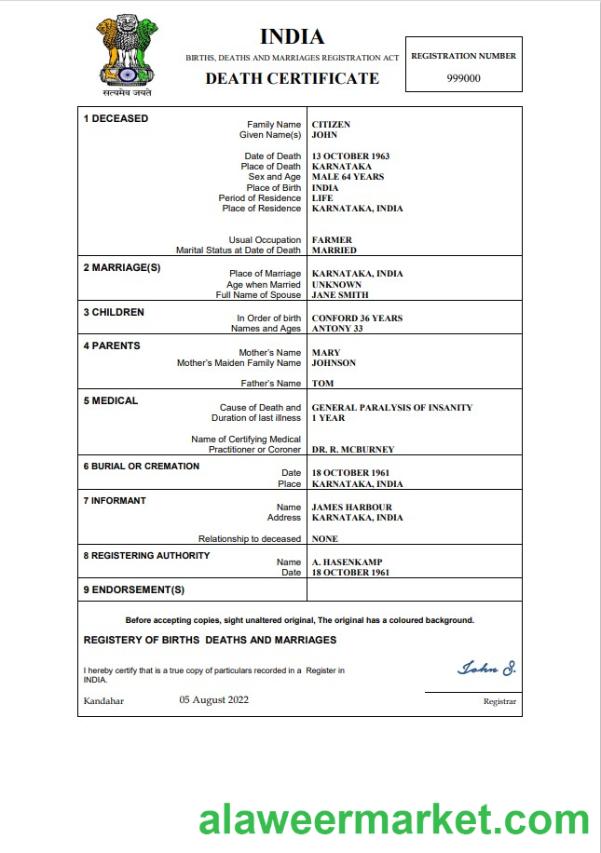 INDIA
BIRTHS, DEATHS AND MARRIAGES REGISTRATION ACT
DEATH CERTIFICATE
सत्यमेव जयते
REGISTRATION NUMBER
999000
1 DECEASED
Family Name CITIZEN
Given Name(s) JOHN
Date of Death 13 OCTOBER 1963
Place of Death KARNATAKA
Sex and Age MALE 64 YEARS
Place of Birth INDIA
Period of Residence LIFE
Place of Residence KARNATAKA, INDIA
Usual Occupation FARMER
Marital Status at Date of Death MARRIED
2 MARRIAGE(S)
Place of Marriage KARNATAKA, INDIA
Age when Married UNKNOWN
Full Name of Spouse JANE SMITH
3 CHILDREN
In Order of birth CONFORD 36 YEARS
Names and Ages ANTONY 33
4 PARENTS
Mother's Name MARY
Mother's Maiden Family Name JOHNSON
Father's Name TOM
5 MEDICAL
Cause of Death and GENERAL PARALYSIS OF INSANITY
Duration of last illness 1 YEAR
Name of Certifying Medical
Practitioner or Coroner DR. R. MCBURNEY
6 BURIAL OR CREMATION
Date 18 OCTOBER 1961
Place KARNATAKA, INDIA
7 INFORMANT
Name JAMES HARBOUR
Address KARNATAKA, INDIA
Relationship to deceased NONE
8 REGISTERING AUTHORITY
Name A. HASENKAMP
Date 18 OCTOBER 1961
9 ENDORSEMENT(S)
Before accepting copies, sight unaltered original, The original has a coloured background.
REGISTERY OF BIRTHS DEATHS AND MARRIAGES
I hereby certify that is a true copy of particulars recorded in a Register in
INDIA.
John S.
Kandahar 05 August 2022 Registrar
alaweermarket.com